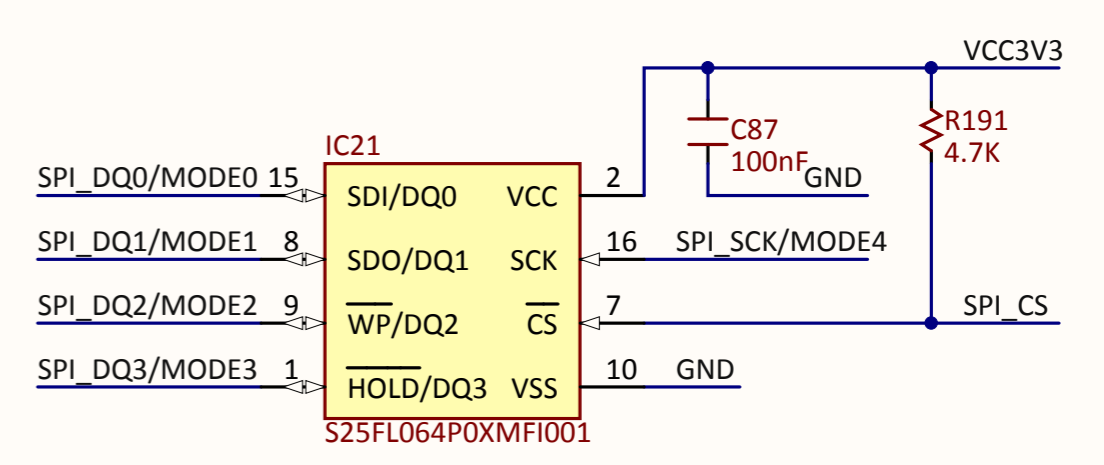 VCC3V3
IC21
C87
100nF
R191
4.7K
GND
SPI_DQ0/MODE0 15 SDI/DQ0 VCC 2
SPI_DQ1/MODE1 8 SDO/DQ1 SCK 16 SPI_SCK/MODE4
SPI_DQ2/MODE2 9 WP/DQ2 CS 7 SPI_CS
SPI_DQ3/MODE3 1 HOLD/DQ3 VSS 10 GND
S25FL064P0XMFI001